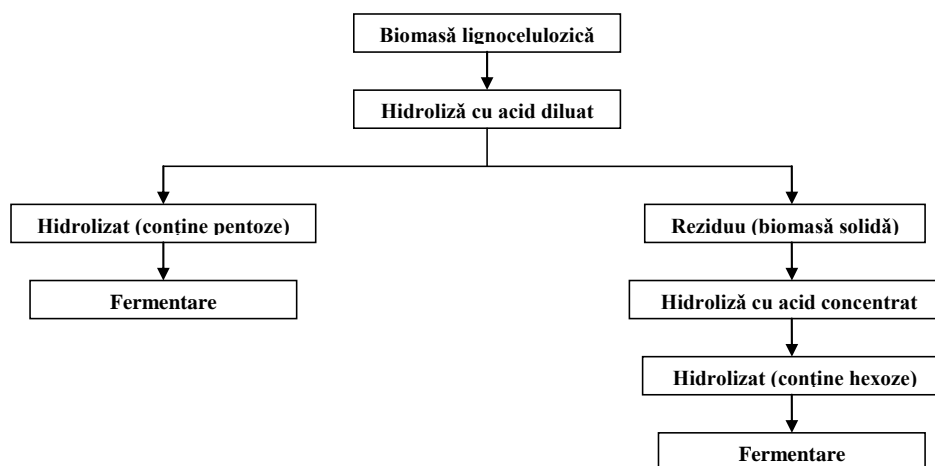 Biomasă lignocelulozică
Hidroliză cu acid diluat
Hidrolizat (conține pentoze)
Reziduu (biomasă solidă)
Fermentare
Hidroliză cu acid concentrat
Hidrolizat (conține hexoze)
Fermentare